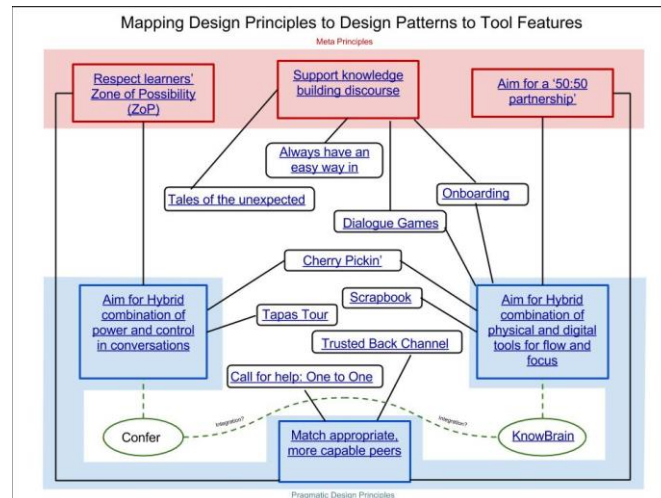 Mapping Design Principles to Design Patterns to Tool Features
Meta Principles
Respect learners'
Zone of Possibility
(ZoP)
Support knowledge
building discourse
Aim for a '50:50
partnership'
Always have an
easy way in
Tales of the unexpected
Onboarding
Dialogue Games
Cherry Pickin'
Scrapbook
Tapas Tour
Trusted Back Channel
Call for help: One to One
Aim for Hybrid
combination of
power and control
in conversations
Aim for Hybrid
combination of
physical and digital
tools for flow and
focus
Integration?
Integration?
Confer
KnowBrain
Match appropriate,
more capable peers
Pragmatic Design Principles